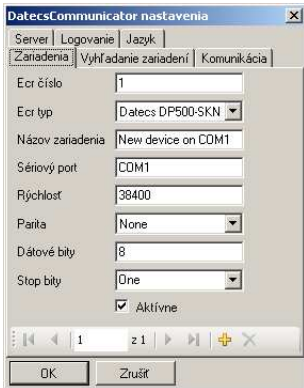 DatecsCommunicator nastavenia
Server Logovanie Jazyk
Zariadenia Vyhľadanie zariadení Komunikácia
Ecr číslo 1
Ecr typ Datecs DP500-SKN
Názov zariadenia New device on COM1
Sériový port COM1
Rýchlosť 38400
Parita None
Dátové bity 8
Stop bity One
Aktívne
1 z 1
OK Zrušiť